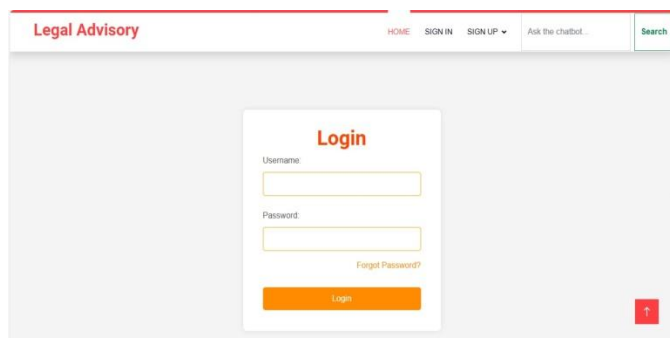 Legal Advisory
HOME SIGN IN SIGN UP Ask the chatbot... Search
Login
Username:
Password:
Forgot Password?
Login